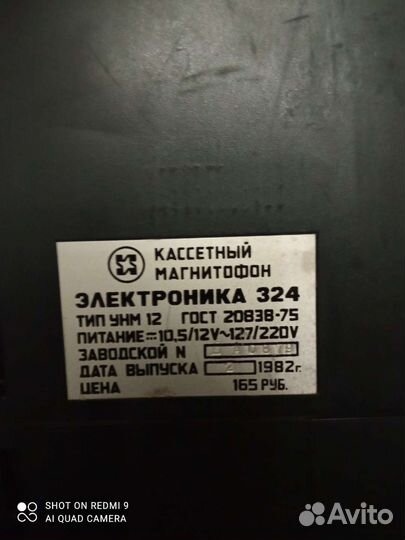 КАССЕТНЫЙ
МАГНИТОФОН
ЭЛЕКТРОНИКА 324
ТИП УНМ 12 ГОСТ 20838-75
ПИТАНИЕ⎓10,5/12V~127/220V
ЗАВОДСКОЙ N
ДАТА ВЫПУСКА 2 1982г.
ЦЕНА 165 РУБ.
SHOT ON REDMI 9
AI QUAD CAMERA
Avito